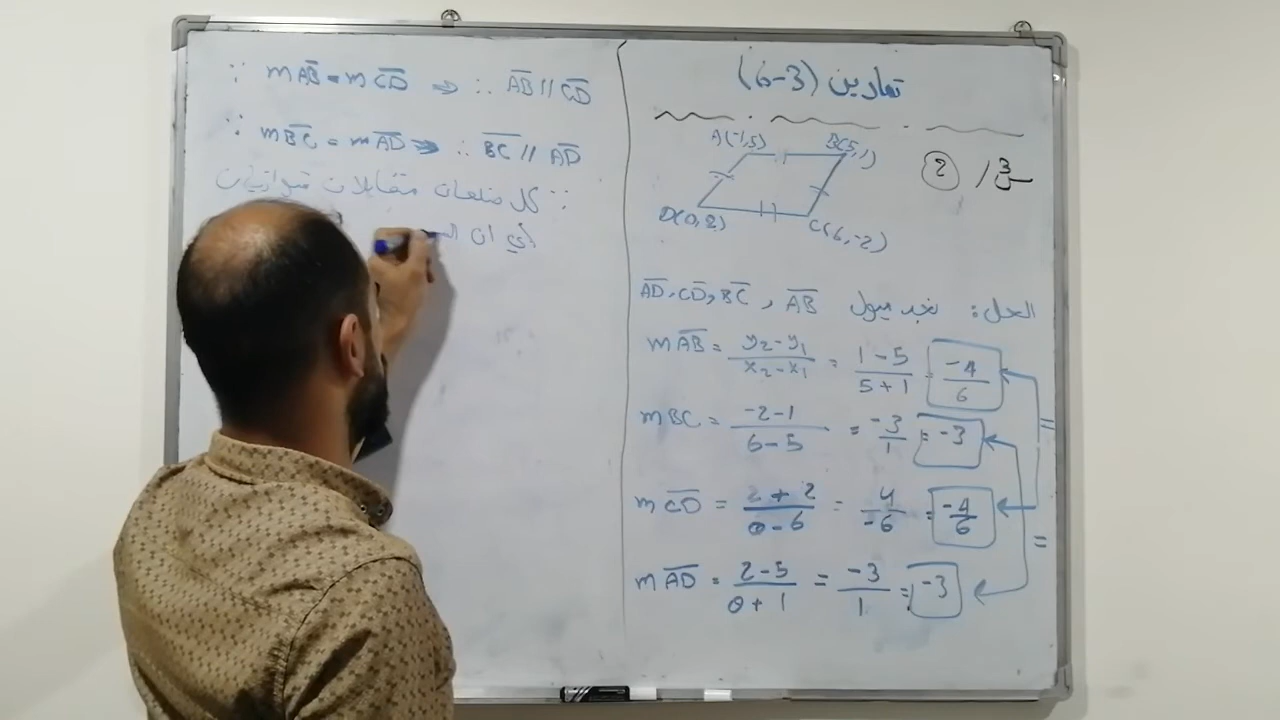 تمارين (3-6)
س3/ 2
A(-1,5) B(5,1)
D(0,2) C(6,-2)
الحل: نجد ميول AB , BC , CD , AD
mAB = y2-y1 / x2-x1 = 1-5 / 5+1 = -4/6
mBC = -2-1 / 6-5 = -3/1 = -3
mCD = 2+2 / 0-6 = 4/-6 = -4/6
mAD = 2-5 / 0+1 = -3/1 = -3
=
=
∵ mAB = mCD ⇒ ∴ AB // CD
∵ mBC = mAD ⇒ ∴ BC // AD
∵ كل ضلعان متقابلان متوازيان
أي ان